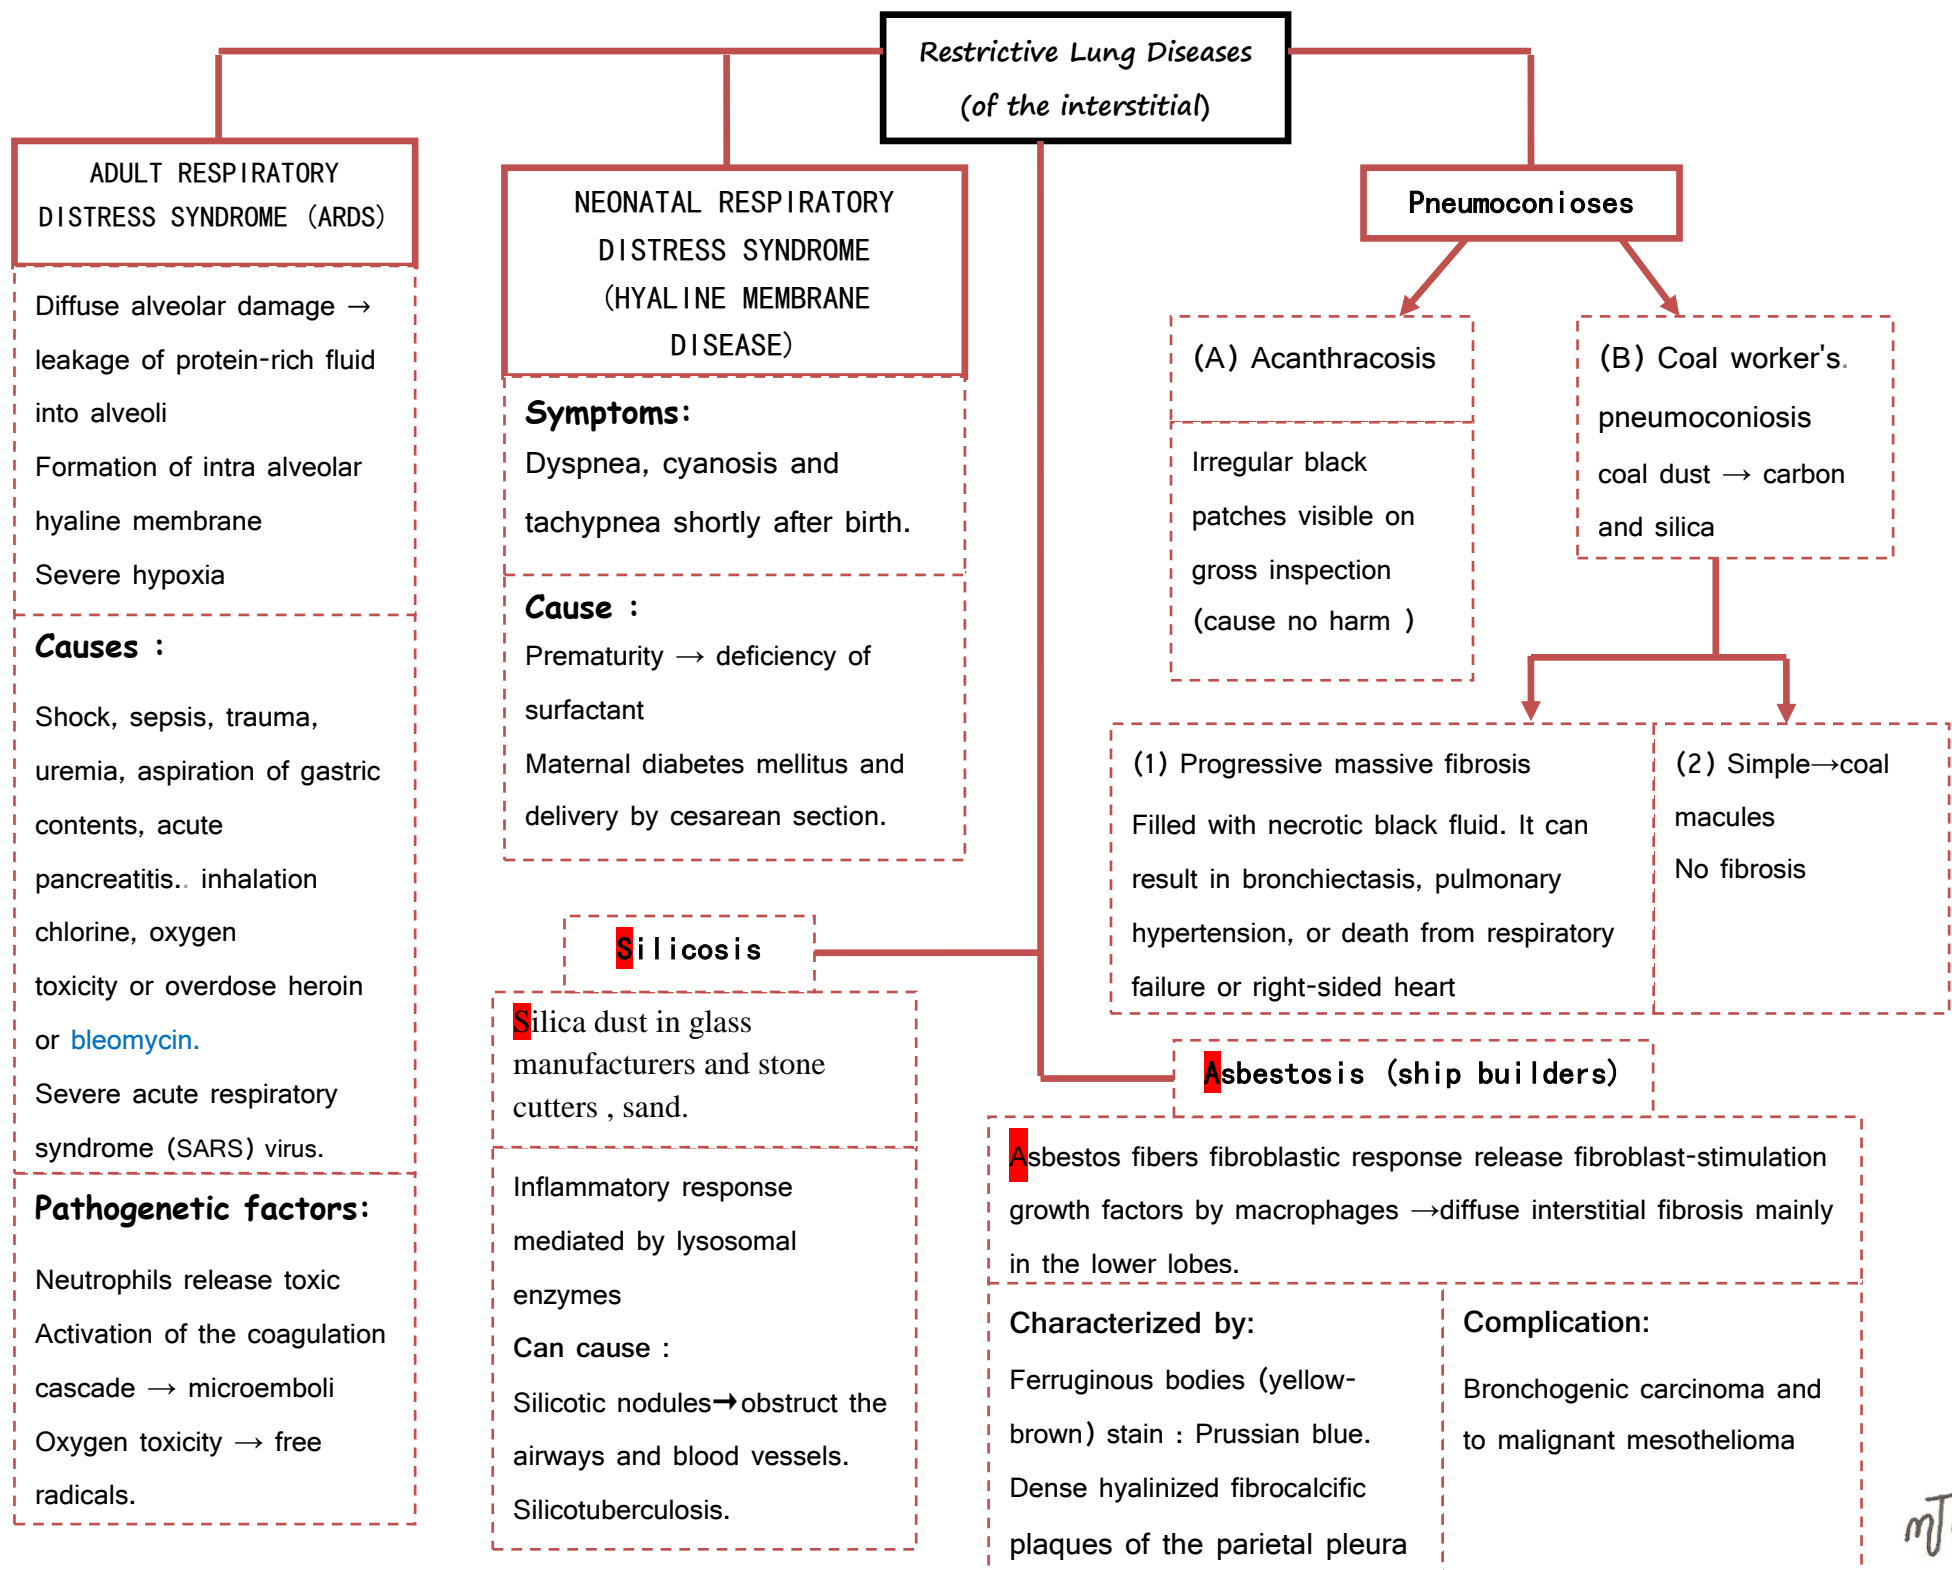 Restrictive Lung Diseases
(of the interstitial)
ADULT RESPIRATORY
DISTRESS SYNDROME (ARDS)
Diffuse alveolar damage →
leakage of protein-rich fluid
into alveoli
Formation of intra alveolar
hyaline membrane
Severe hypoxia
Causes :
Shock, sepsis, trauma,
uremia, aspiration of gastric
contents, acute
pancreatitis.. inhalation
chlorine, oxygen
toxicity or overdose heroin
or bleomycin.
Severe acute respiratory
syndrome (SARS) virus.
Pathogenetic factors:
Neutrophils release toxic
Activation of the coagulation
cascade → microemboli
Oxygen toxicity → free
radicals.
NEONATAL RESPIRATORY
DISTRESS SYNDROME
(HYALINE MEMBRANE
DISEASE)
Symptoms:
Dyspnea, cyanosis and
tachypnea shortly after birth.
Cause :
Prematurity → deficiency of
surfactant
Maternal diabetes mellitus and
delivery by cesarean section.
Silicosis
Silica dust in glass
manufacturers and stone
cutters , sand.
Inflammatory response
mediated by lysosomal
enzymes
Can cause :
Silicotic nodules→obstruct the
airways and blood vessels.
Silicotuberculosis.
Pneumoconioses
(A) Acanthracosis
Irregular black
patches visible on
gross inspection
(cause no harm )
(B) Coal worker's.
pneumoconiosis
coal dust → carbon
and silica
(1) Progressive massive fibrosis
Filled with necrotic black fluid. It can
result in bronchiectasis, pulmonary
hypertension, or death from respiratory
failure or right-sided heart
(2) Simple→coal
macules
No fibrosis
Asbestosis (ship builders)
Asbestos fibers fibroblastic response release fibroblast-stimulation
growth factors by macrophages →diffuse interstitial fibrosis mainly
in the lower lobes.
Characterized by:
Ferruginous bodies (yellow-
brown) stain : Prussian blue.
Dense hyalinized fibrocalcific
plaques of the parietal pleura
Complication:
Bronchogenic carcinoma and
to malignant mesothelioma